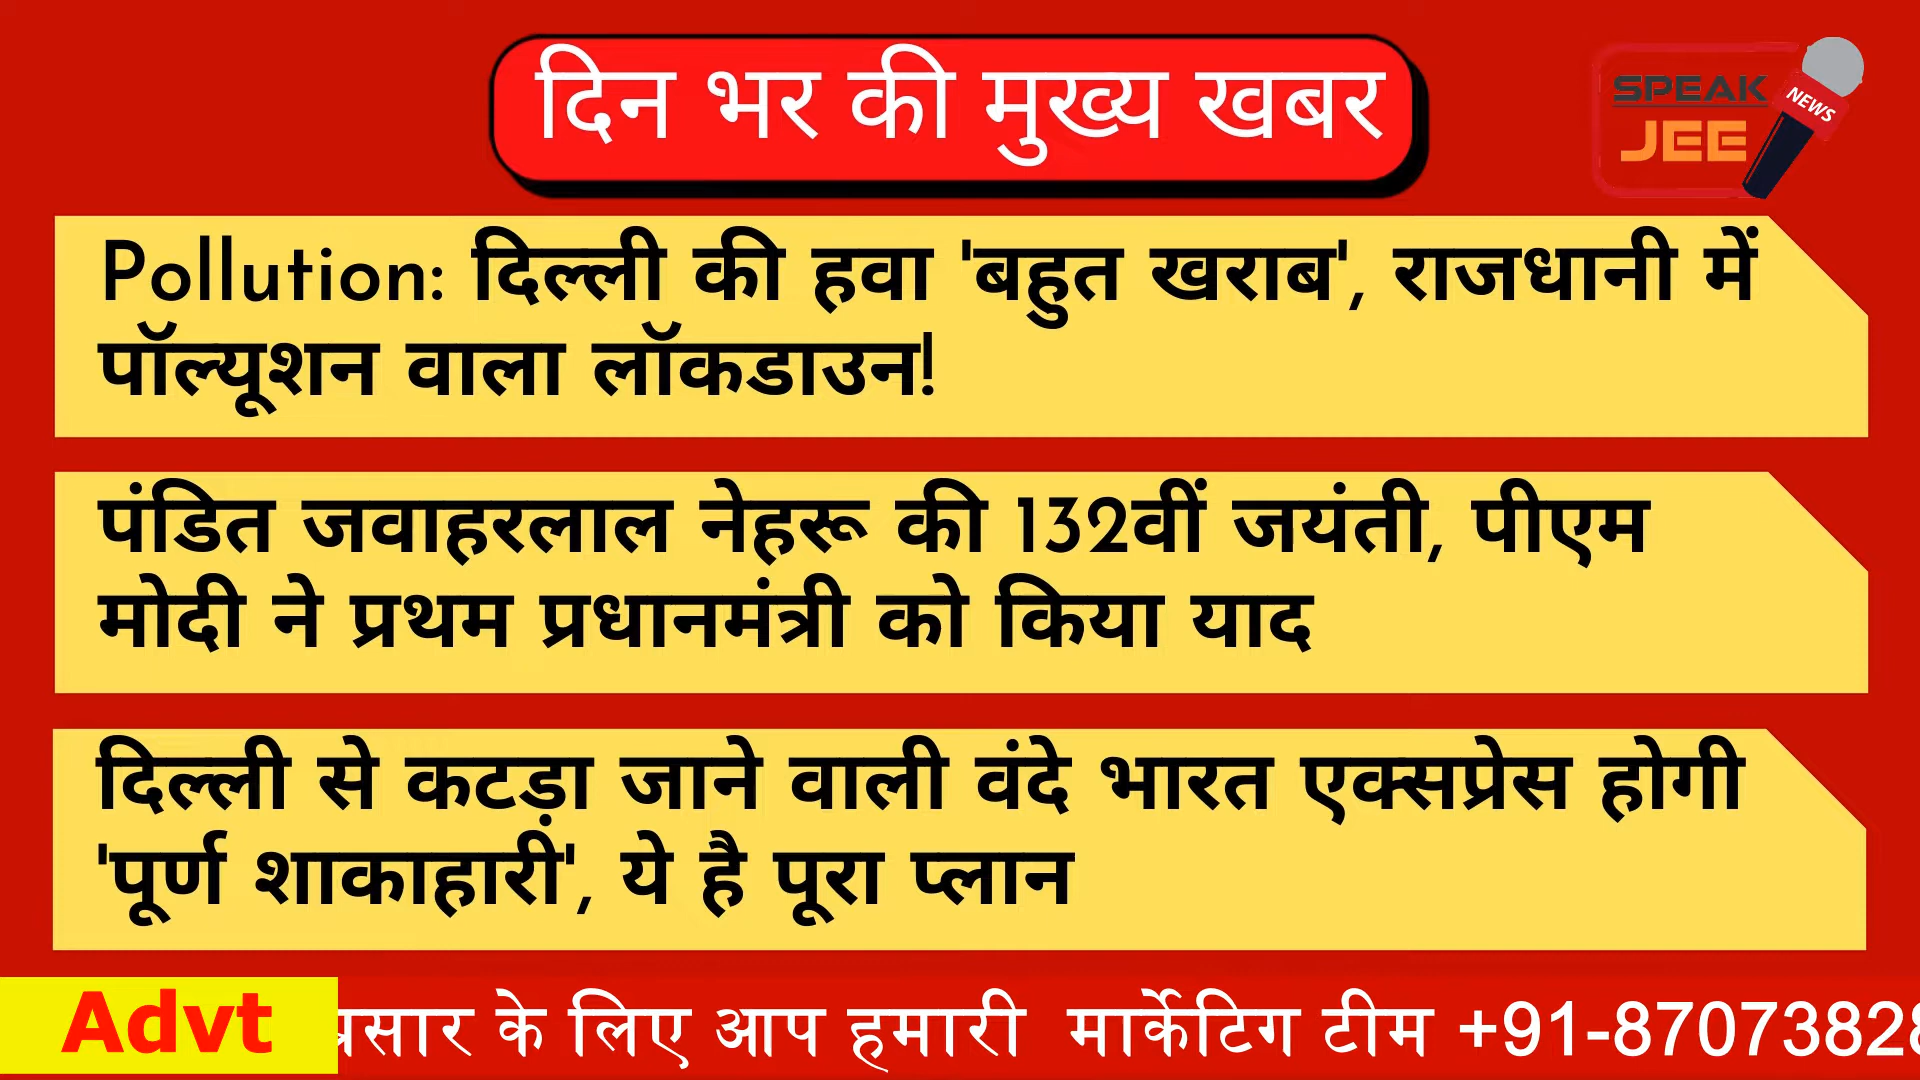 दिन भर की मुख्य खबर
SPEAK
JEE
NEWS
Pollution: दिल्ली की हवा 'बहुत खराब', राजधानी में
पॉल्यूशन वाला लॉकडाउन!
पंडित जवाहरलाल नेहरू की 132वीं जयंती, पीएम
मोदी ने प्रथम प्रधानमंत्री को किया याद
दिल्ली से कटड़ा जाने वाली वंदे भारत एक्सप्रेस होगी
'पूर्ण शाकाहारी', ये है पूरा प्लान
Advt
के लिए आप हमारी मार्केटिग टीम +91-8707382